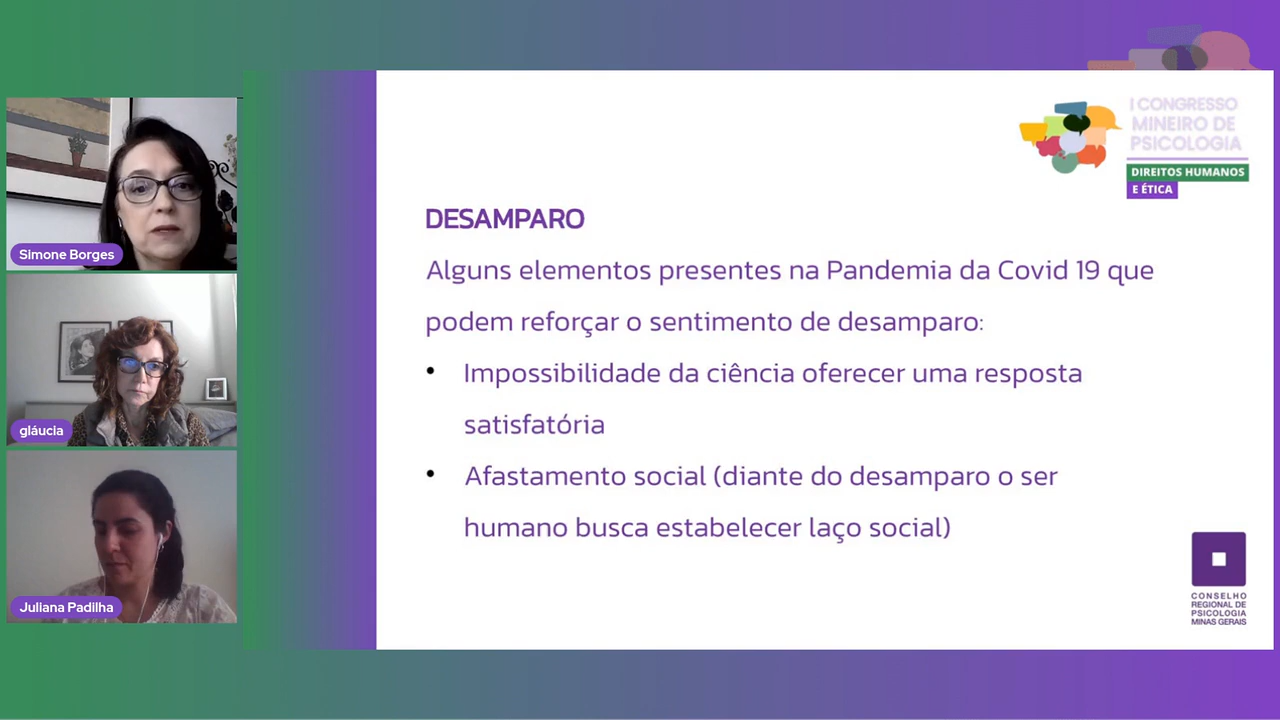 Simone Borges
gláucia
Juliana Padilha
I CONGRESSO
MINEIRO DE
PSICOLOGIA
DIREITOS HUMANOS
E ÉTICA
DESAMPARO
Alguns elementos presentes na Pandemia da Covid 19 que
podem reforçar o sentimento de desamparo:
• Impossibilidade da ciência oferecer uma resposta
satisfatória
• Afastamento social (diante do desamparo o ser
humano busca estabelecer laço social)
CONSELHO
REGIONAL DE
PSICOLOGIA
MINAS GERAIS